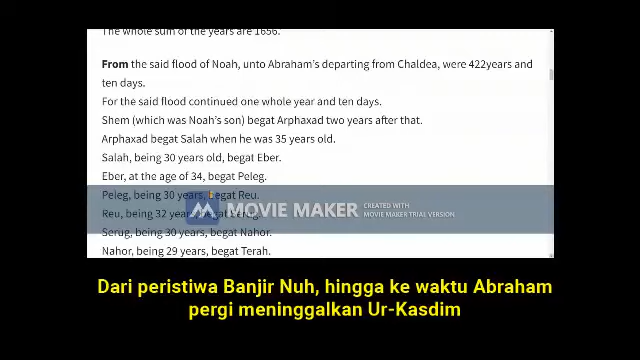 The whole sum of the years are 1656.
From the said flood of Noah, unto Abraham's departing from Chaldea, were 422years and
ten days.
For the said flood continued one whole year and ten days.
Shem (which was Noah's son) begat Arphaxad two years after that.
Arphaxad begat Salah when he was 35 years old.
Salah, being 30 years old, begat Eber.
Eber, at the age of 34, begat Peleg.
Peleg, being 30 years, begat Reu.
Reu, being 32 years, begat Serug.
MOVIE MAKER
CREATED WITH
MOVIE MAKER TRIAL VERSION
Serug, being 30 years, begat Nahor.
Nahor, being 29 years, begat Terah.
Dari peristiwa Banjir Nuh, hingga ke waktu Abraham
pergi meninggalkan Ur-Kasdim